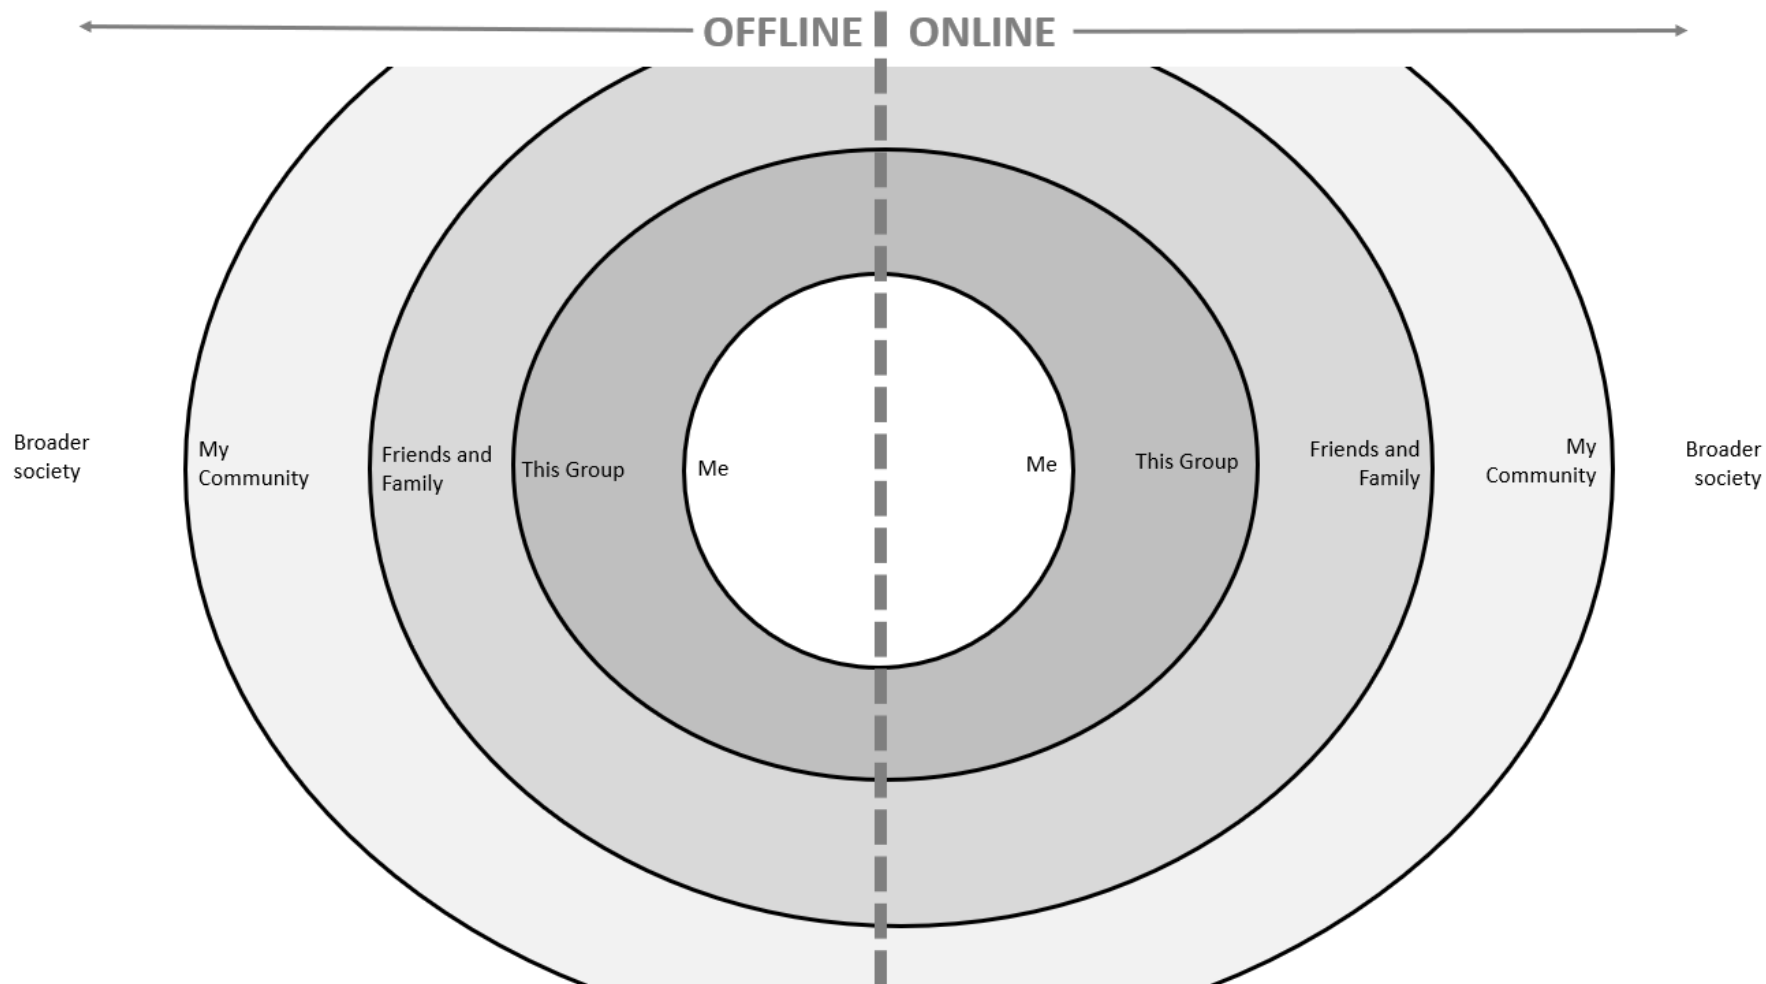 OFFLINE
ONLINE
Broader
society
My
Community
Friends and
Family
This Group
Me
Me
This Group
Friends and
Family
My
Community
Broader
society